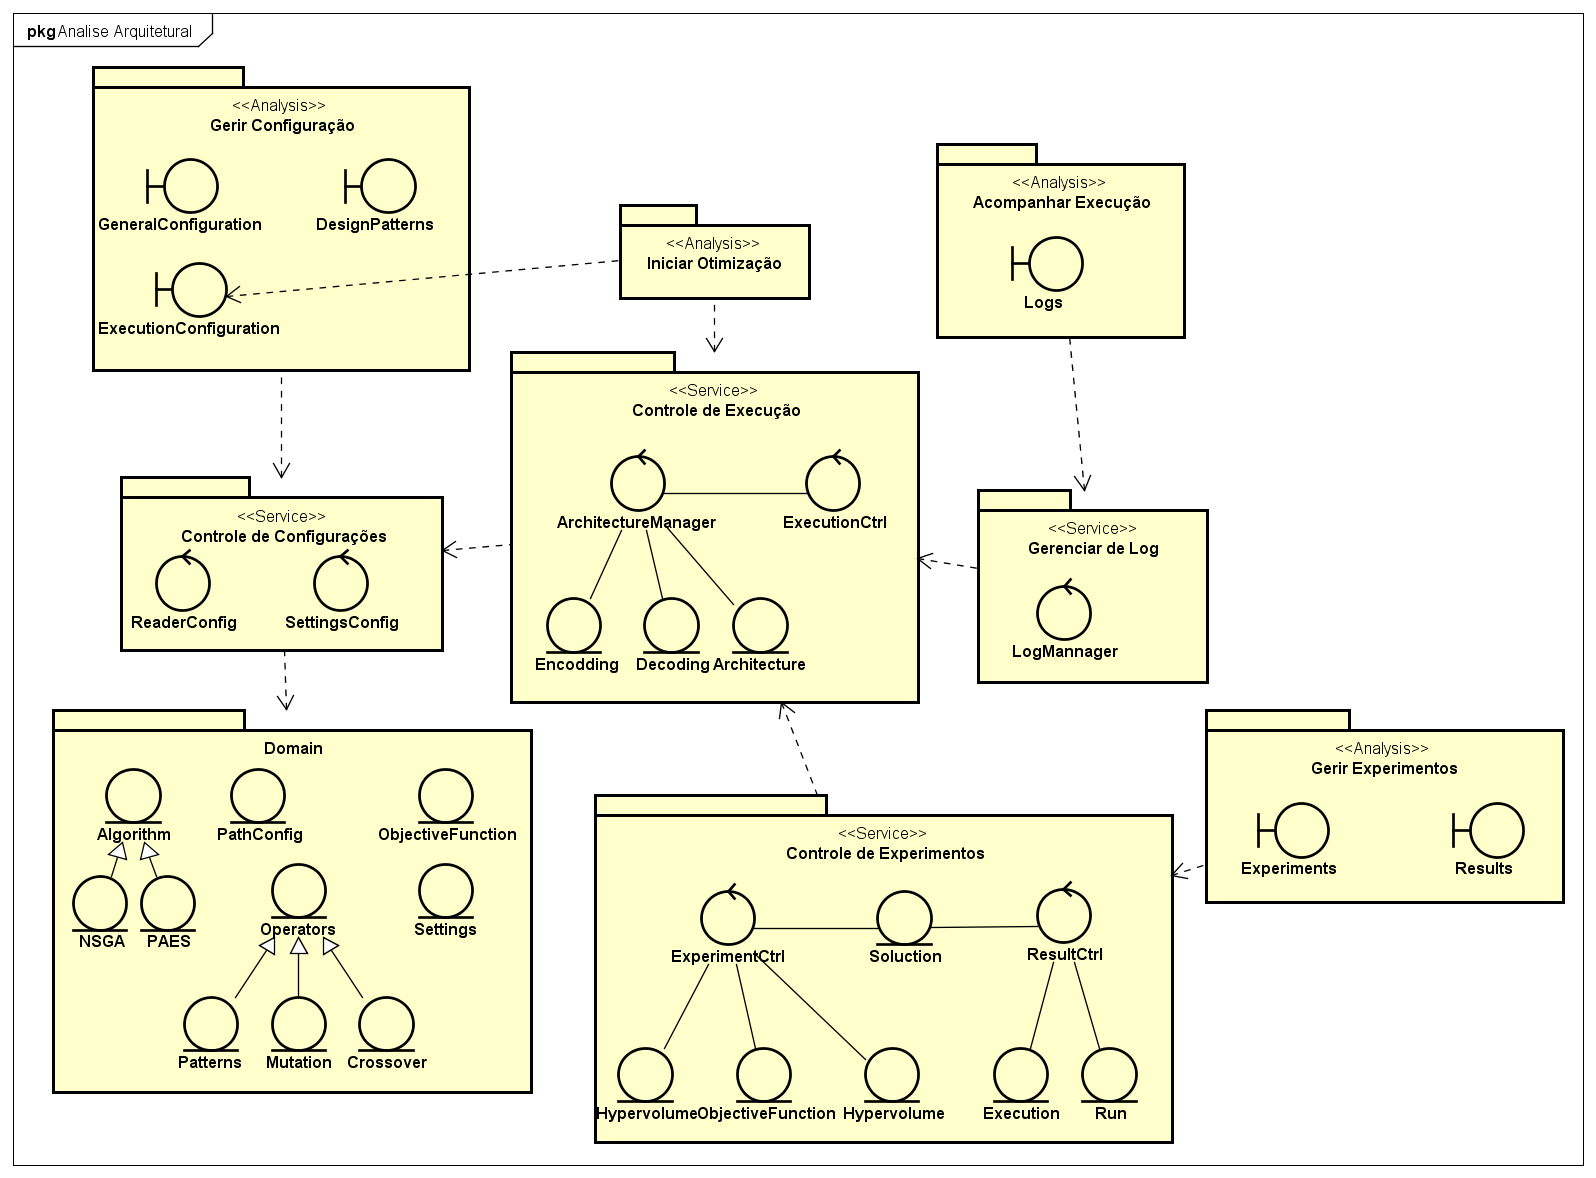 pkg Analise Arquitetural
<<Analysis>>
Gerir Configuração
GeneralConfiguration
DesignPatterns
ExecutionConfiguration
<<Analysis>>
Iniciar Otimização
<<Analysis>>
Acompanhar Execução
Logs
<<Service>>
Controle de Execução
ArchitectureManager
ExecutionCtrl
Encodding
Decoding
Architecture
<<Service>>
Controle de Configurações
ReaderConfig
SettingsConfig
<<Service>>
Gerenciar de Log
LogMannager
Domain
Algorithm
PathConfig
ObjectiveFunction
NSGA
PAES
Operators
Settings
Patterns
Mutation
Crossover
<<Service>>
Controle de Experimentos
ExperimentCtrl
Soluction
ResultCtrl
Hypervolume
ObjectiveFunction
Hypervolume
Execution
Run
<<Analysis>>
Gerir Experimentos
Experiments
Results